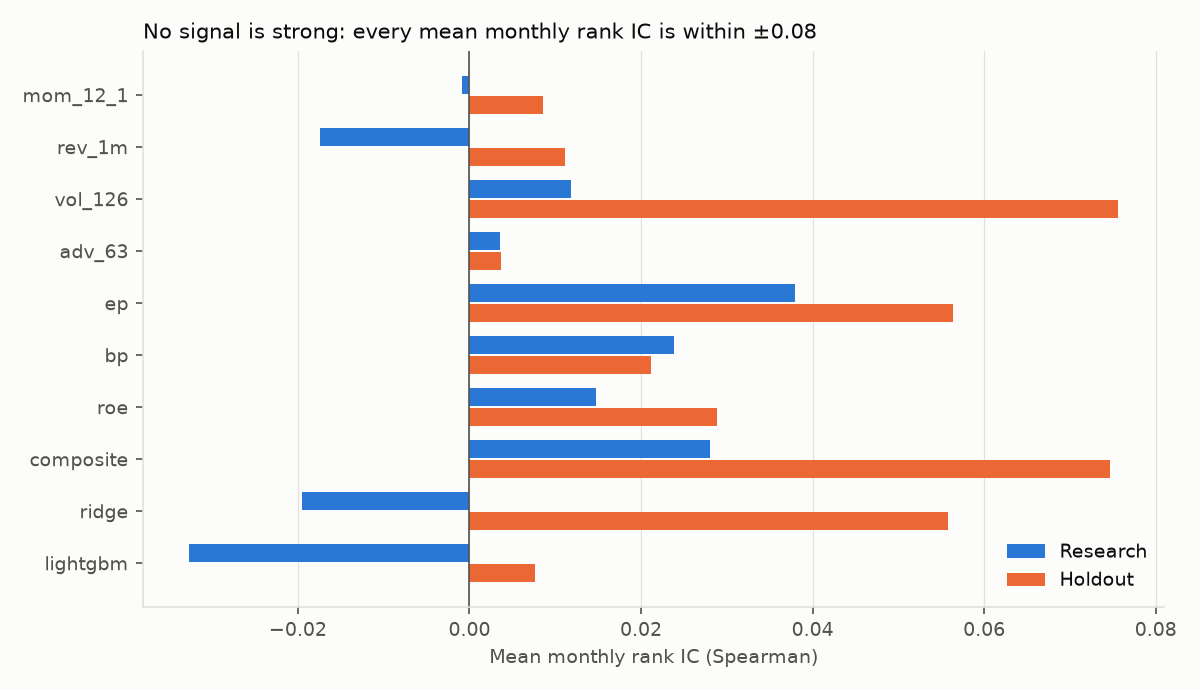 No signal is strong: every mean monthly rank IC is within ±0.08
mom_12_1
rev_1m
vol_126
adv_63
ep
bp
roe
composite
ridge
lightgbm
Research
Holdout
−0.02 0.00 0.02 0.04 0.06 0.08
Mean monthly rank IC (Spearman)